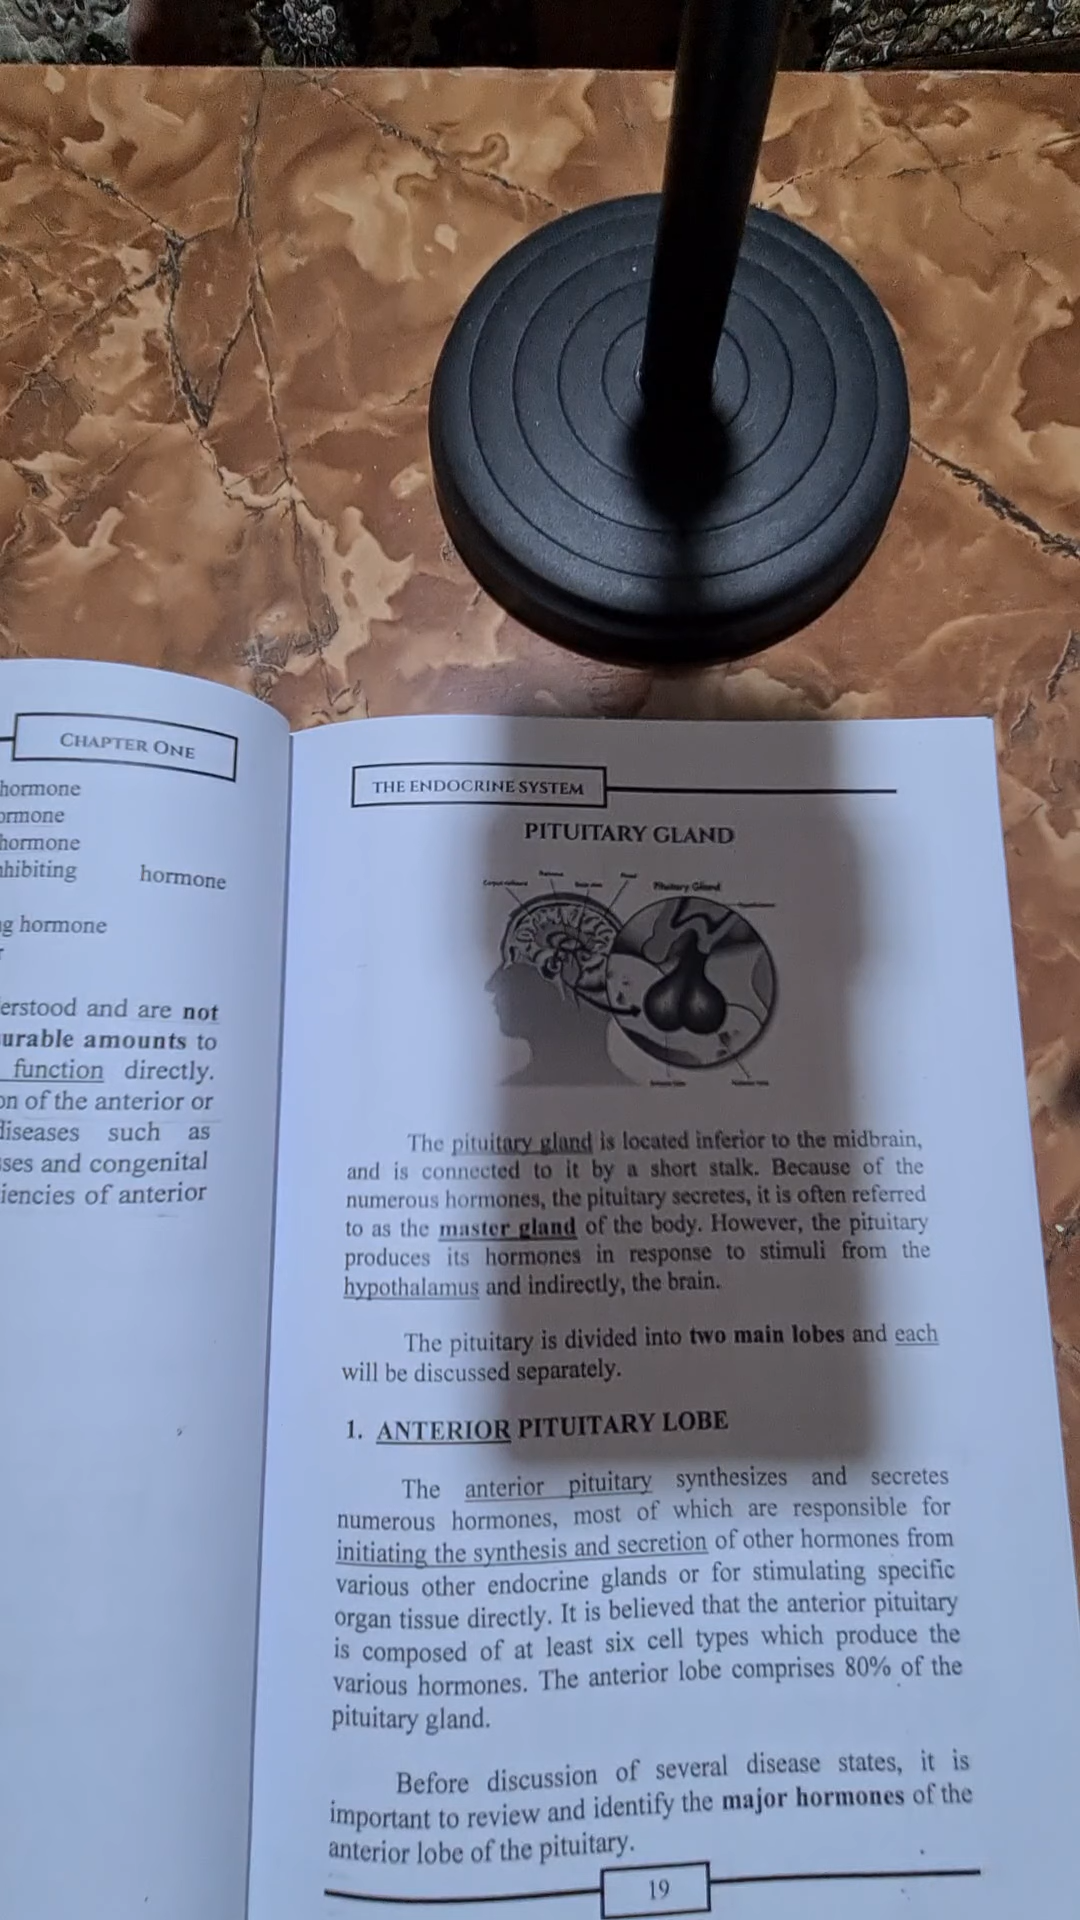 CHAPTER ONE
hormone
ormone
hormone
nhibiting hormone
g hormone
erstood and are not
urable amounts to
function directly.
on of the anterior or
diseases such as
ses and congenital
iencies of anterior
THE ENDOCRINE SYSTEM
PITUITARY GLAND
Pituitary Gland
The pituitary gland is located inferior to the midbrain,
and is connected to it by a short stalk. Because of the
numerous hormones, the pituitary secretes, it is often referred
to as the master gland of the body. However, the pituitary
produces its hormones in response to stimuli from the
hypothalamus and indirectly, the brain.
The pituitary is divided into two main lobes and each
will be discussed separately.
1. ANTERIOR PITUITARY LOBE
The anterior pituitary synthesizes and secretes
numerous hormones, most of which are responsible for
initiating the synthesis and secretion of other hormones from
various other endocrine glands or for stimulating specific
organ tissue directly. It is believed that the anterior pituitary
is composed of at least six cell types which produce the
various hormones. The anterior lobe comprises 80% of the
pituitary gland.
Before discussion of several disease states, it is
important to review and identify the major hormones of the
anterior lobe of the pituitary.
19